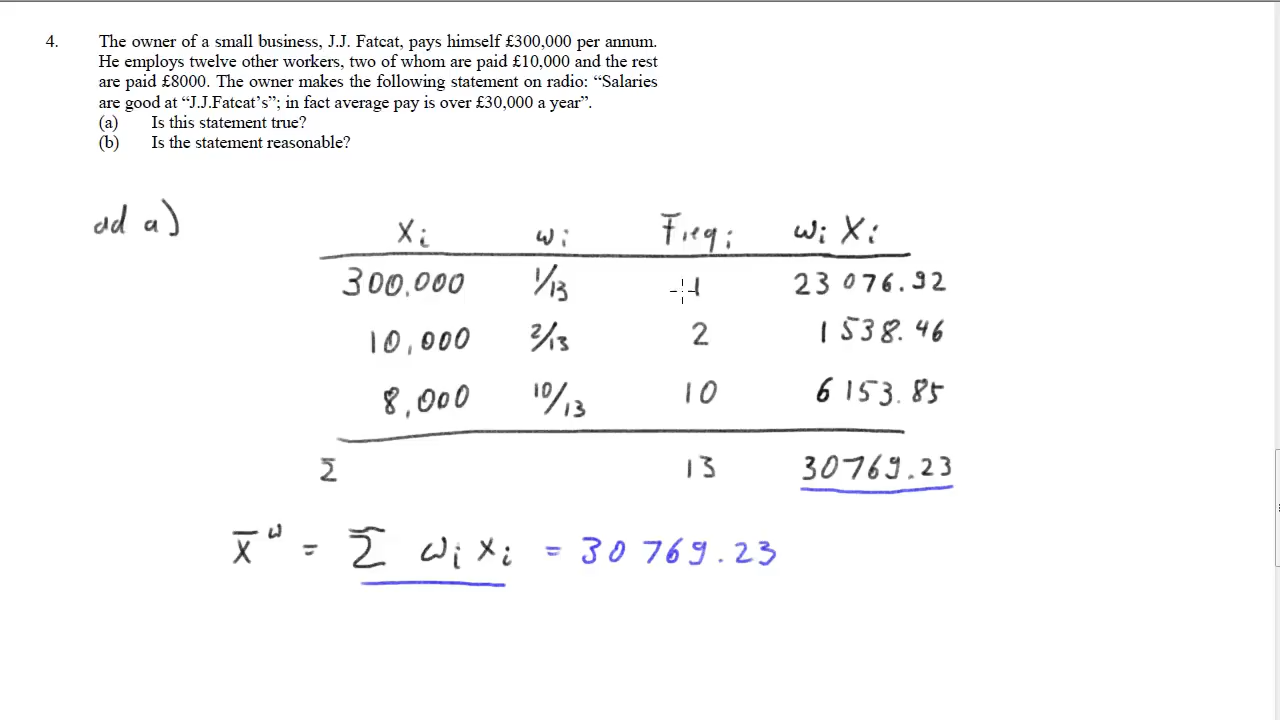 4. The owner of a small business, J.J. Fatcat, pays himself £300,000 per annum.
He employs twelve other workers, two of whom are paid £10,000 and the rest
are paid £8000. The owner makes the following statement on radio: “Salaries
are good at “J.J.Fatcat’s”; in fact average pay is over £30,000 a year”.
(a) Is this statement true?
(b) Is the statement reasonable?
ad a)
Xi wi Freqi wi Xi
300.000 1/13 1 23 076.92
10,000 2/13 2 1 538.46
8,000 10/13 10 6 153.85
Σ 13 30769.23
x̄ʷ = Σ wi xi = 30 769.23